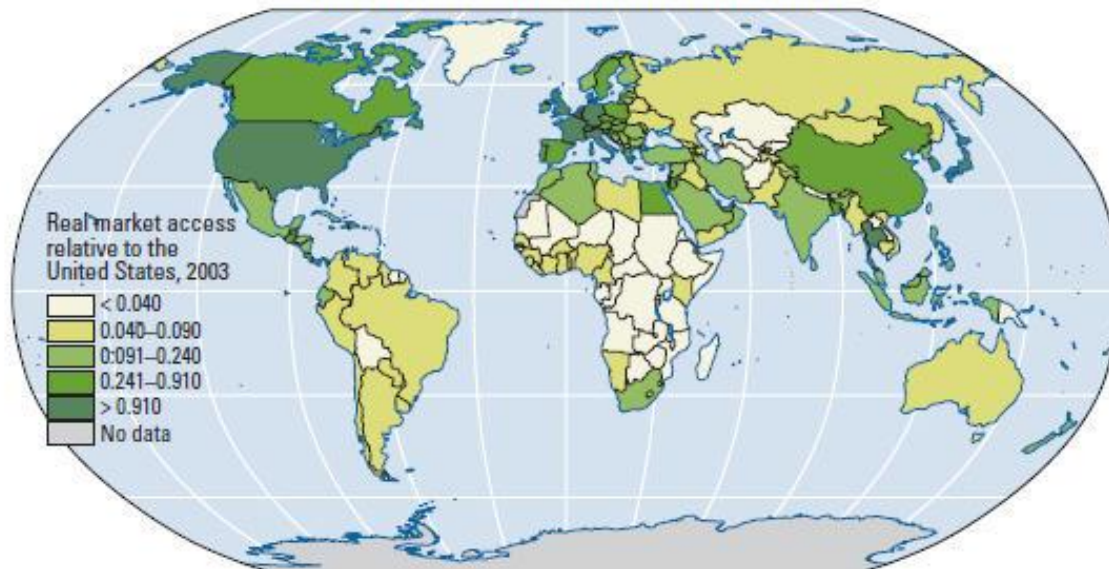 Real market access
relative to the
United States, 2003
< 0.040
0.040–0.090
0.091–0.240
0.241–0.910
> 0.910
No data